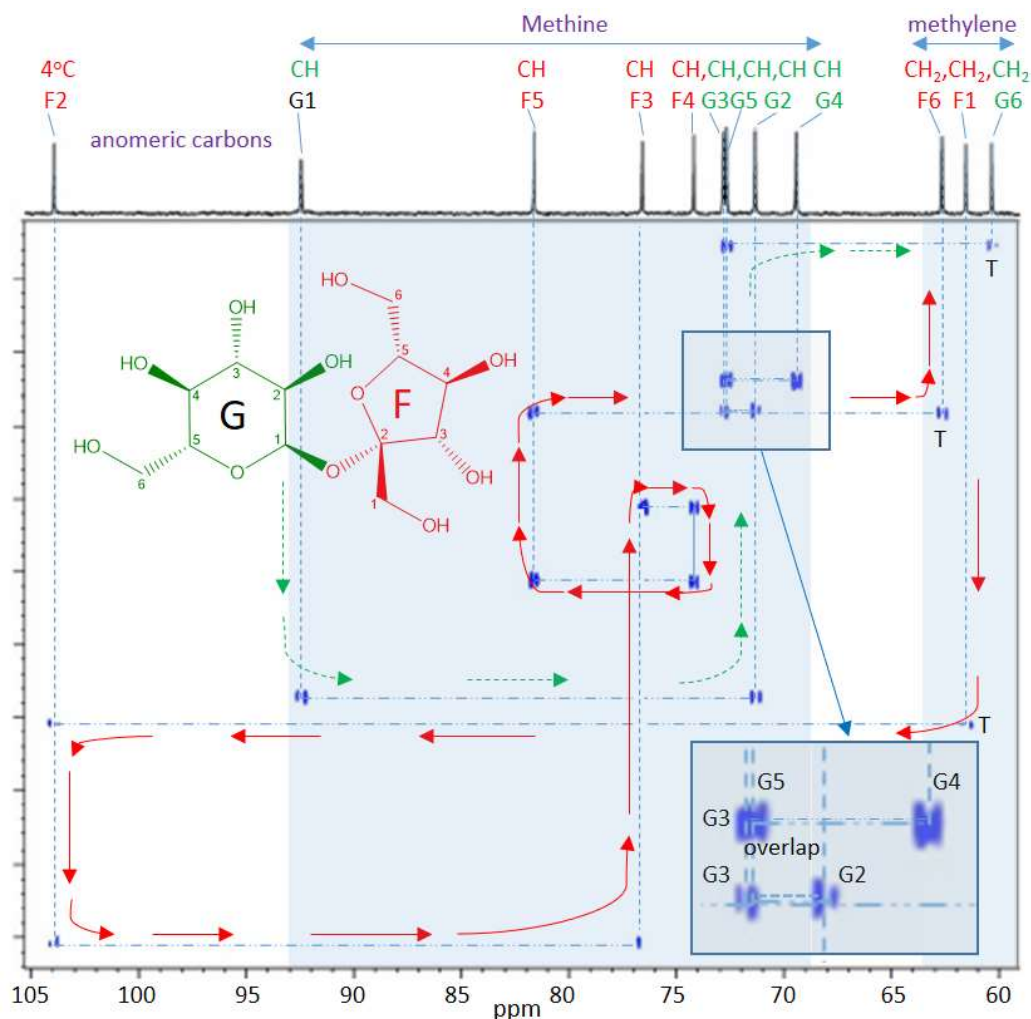 Methine methylene
4°C CH CH CH CH,CH,CH,CH CH CH₂,CH₂,CH₂
F2 G1 F5 F3 F4 G3G5 G2 G4 F6 F1 G6
anomeric carbons
T
HO
6
OH
OH
5
OH
HO
3
4
4
2
F
G
O
O
2
3
5
1
HO
O
O
OH
6
1
OH
T
T
G5 G4
G3
overlap
G3 G2
105 100 95 90 85 80 75 70 65 60
ppm